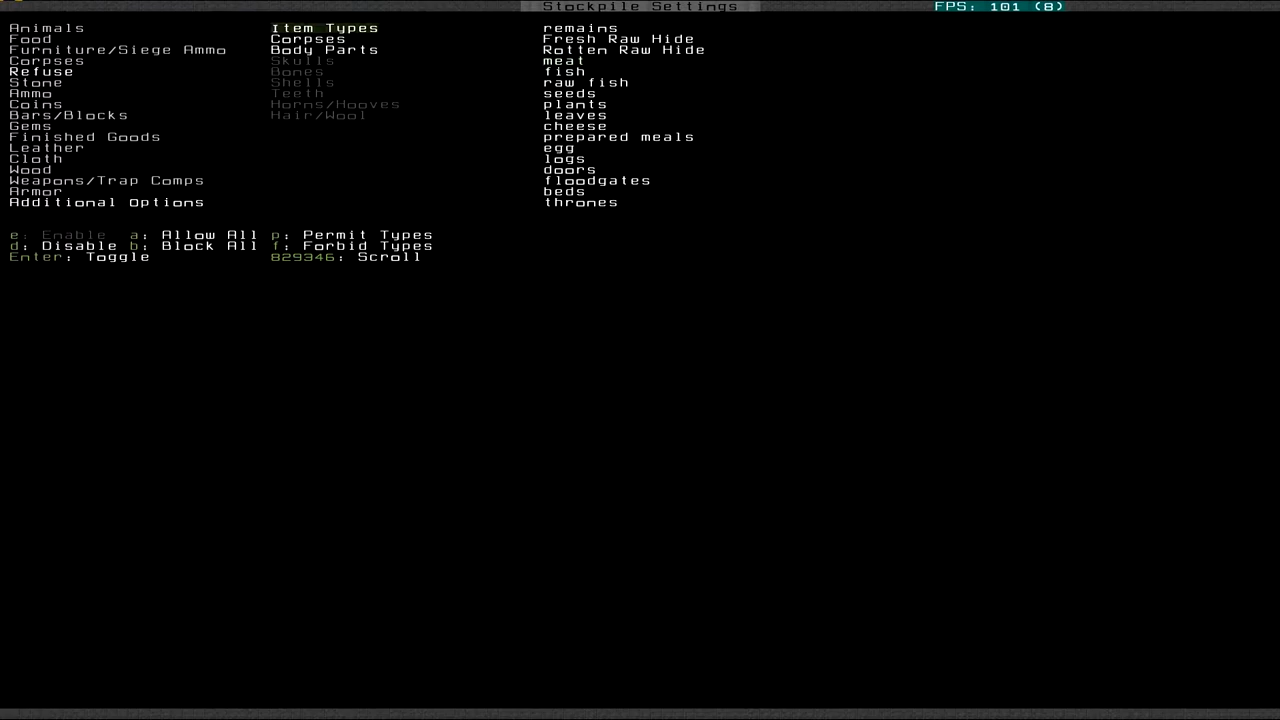 Stockpile Settings FPS: 101 (8)
Animals Item Types remains
Food Corpses Fresh Raw Hide
Furniture/Siege Ammo Body Parts Rotten Raw Hide
Corpses Skulls meat
Refuse Bones fish
Stone Shells raw fish
Ammo Teeth seeds
Coins Horns/Hooves plants
Bars/Blocks Hair/Wool leaves
Gems cheese
Finished Goods prepared meals
Leather egg
Cloth logs
Wood doors
Weapons/Trap Comps floodgates
Armor beds
Additional Options thrones
e: Enable a: Allow All p: Permit Types
d: Disable b: Block All f: Forbid Types
Enter: Toggle 829346: Scroll